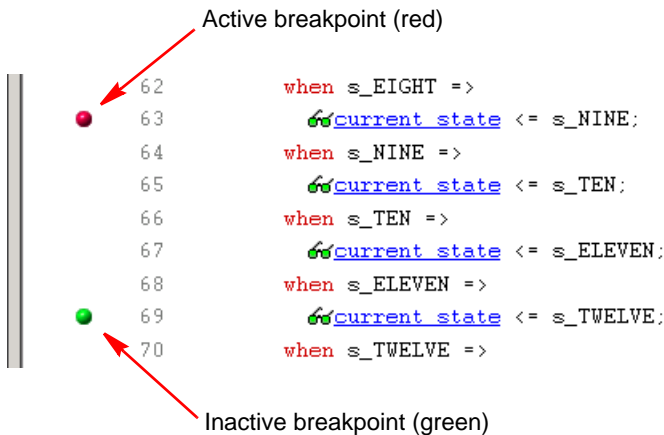 Active breakpoint (red)
62 when s_EIGHT =>
63 current_state <= s_NINE;
64 when s_NINE =>
65 current_state <= s_TEN;
66 when s_TEN =>
67 current_state <= s_ELEVEN;
68 when s_ELEVEN =>
69 current_state <= s_TWELVE;
70 when s_TWELVE =>
Inactive breakpoint (green)